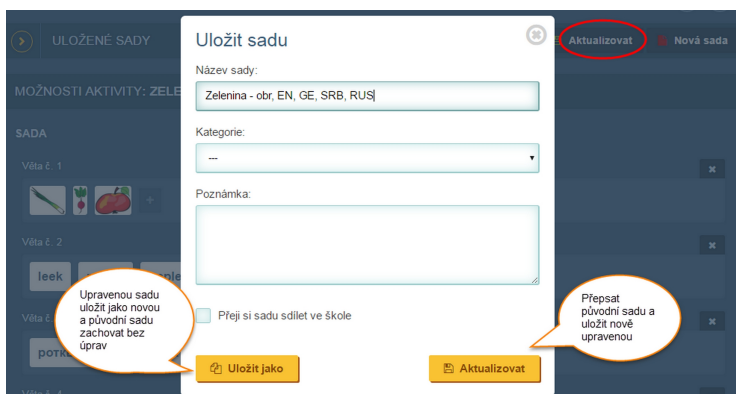 ULOŽENÉ SADY
Uložit sadu
Aktualizovat
Nová sada
Název sady:
MOŽNOSTI AKTIVITY: ZELE
Zelenina - obr, EN, GE, SRB, RUS
SADA
Kategorie:
---
Věta č. 1
Poznámka:
Věta č. 2
leek
Upravenou sadu
uložit jako novou
a původní sadu
zachovat bez
úprav
Přepsat
původní sadu a
uložit nově
upravenou
Přeji si sadu sdílet ve škole
Uložit jako
Aktualizovat
Věta č. 4